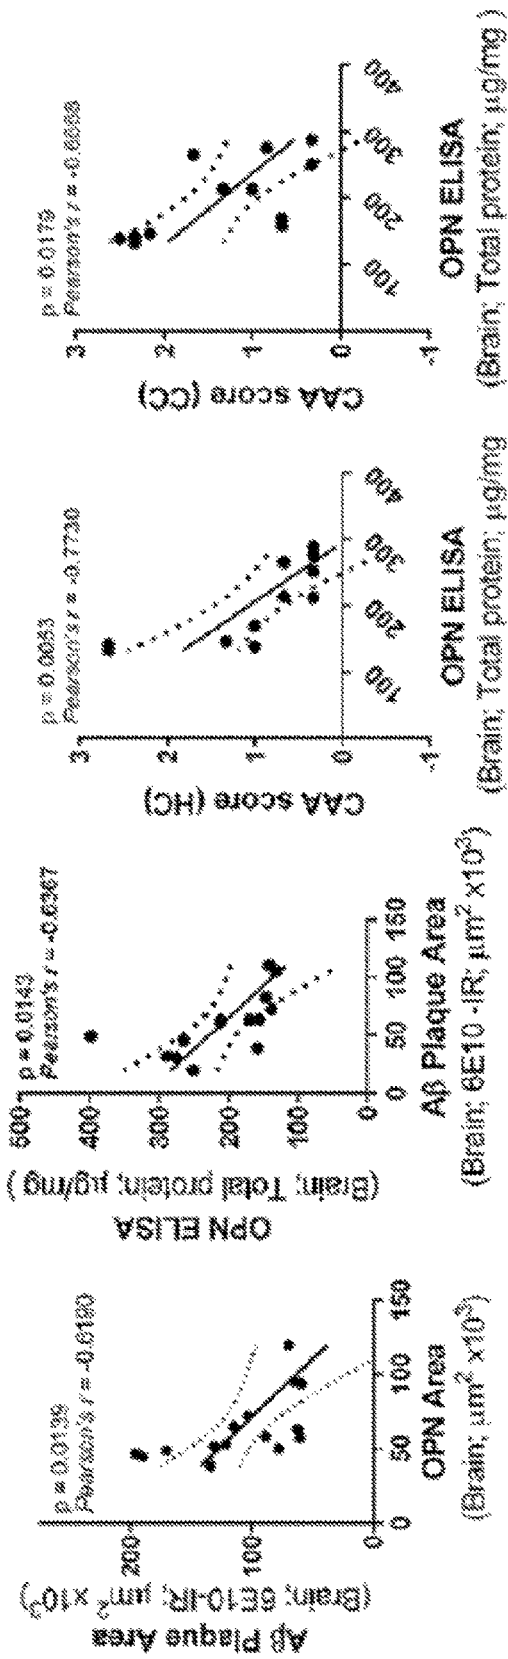 p = 0.0139
Pearson's r = -0.6190
Aβ Plaque Area
(Brain; 6E10-IR; μm² x10³)
200
100
0
0 50 100 150
OPN Area
(Brain; μm² x10³)
p = 0.0143
Pearson's r = -0.6367
OPN ELISA
(Brain; Total protein; μg/mg )
500
400
300
200
100
0
0 50 100 150
Aβ Plaque Area
(Brain; 6E10 -IR; μm² x10³)
p = 0.0053
Pearson's r = -0.7730
CAA score (HC)
3
2
1
0
-1
100 200 300 400
OPN ELISA
(Brain; Total protein; μg/mg
p = 0.0179
Pearson's r =
CAA score (CC)
3
2
1
0
-1
100 200 300 400
OPN ELISA
(Brain; Total protein; μg/mg )